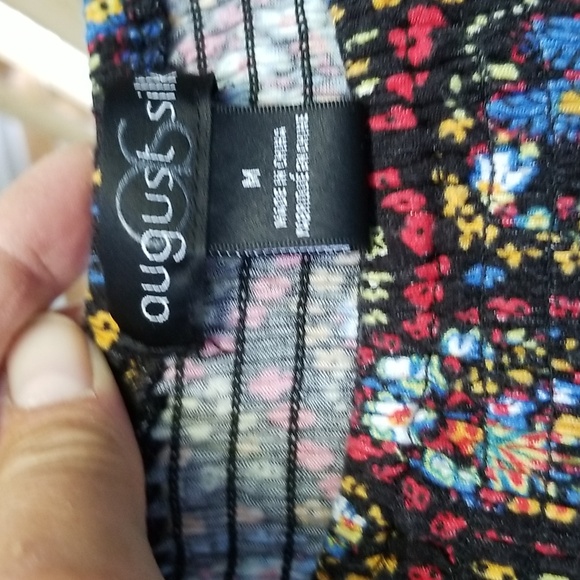 august silk
M
MADE IN CHINA
FABRIQUÉ EN CHINE